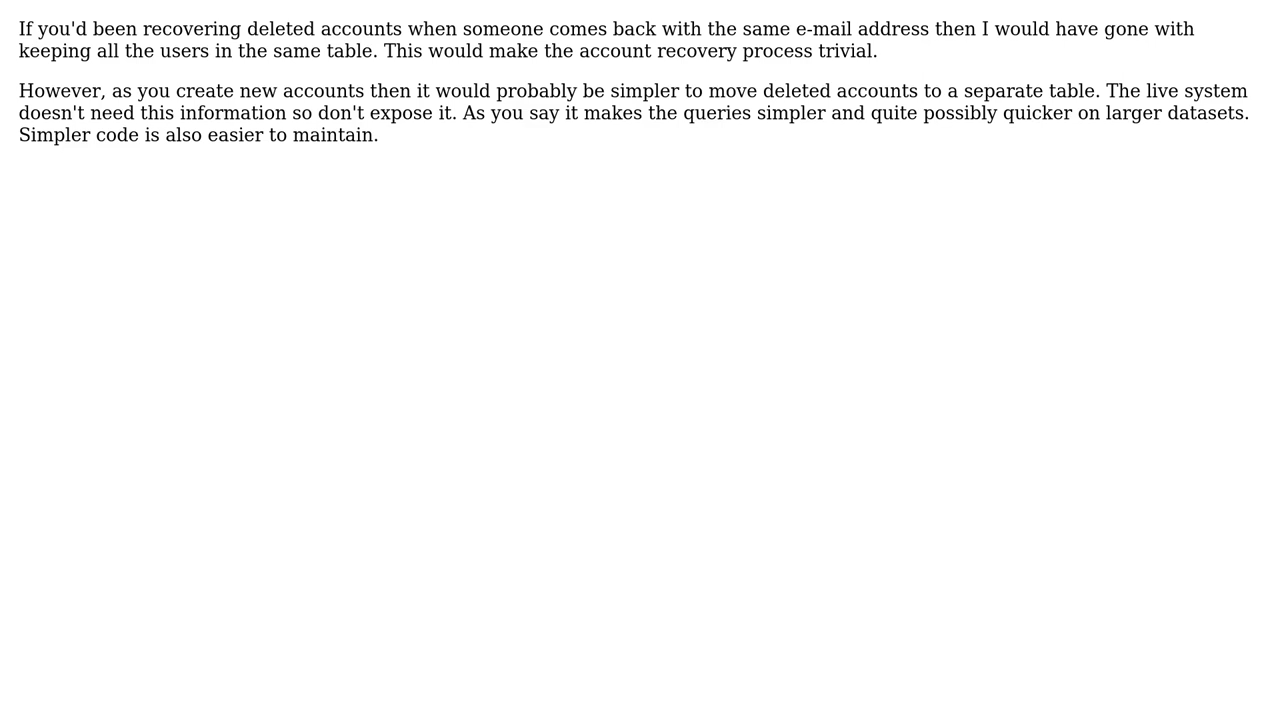 If you'd been recovering deleted accounts when someone comes back with the same e-mail address then I would have gone with
keeping all the users in the same table. This would make the account recovery process trivial.
However, as you create new accounts then it would probably be simpler to move deleted accounts to a separate table. The live system
doesn't need this information so don't expose it. As you say it makes the queries simpler and quite possibly quicker on larger datasets.
Simpler code is also easier to maintain.